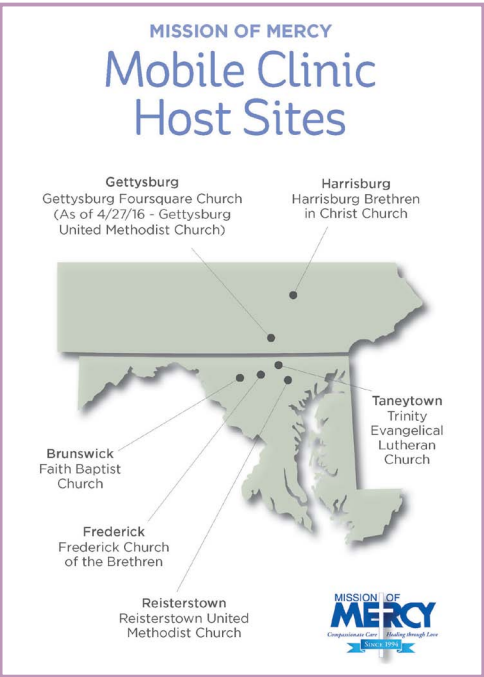 MISSION OF MERCY
Mobile Clinic
Host Sites
Gettysburg
Gettysburg Foursquare Church
(As of 4/27/16 - Gettysburg
United Methodist Church)
Harrisburg
Harrisburg Brethren
in Christ Church
Taneytown
Trinity
Evangelical
Lutheran
Church
Brunswick
Faith Baptist
Church
Frederick
Frederick Church
of the Brethren
Reisterstown
Reisterstown United
Methodist Church
MISSION OF
MERCY
Compassionate Care Healing through Love
SINCE 1994